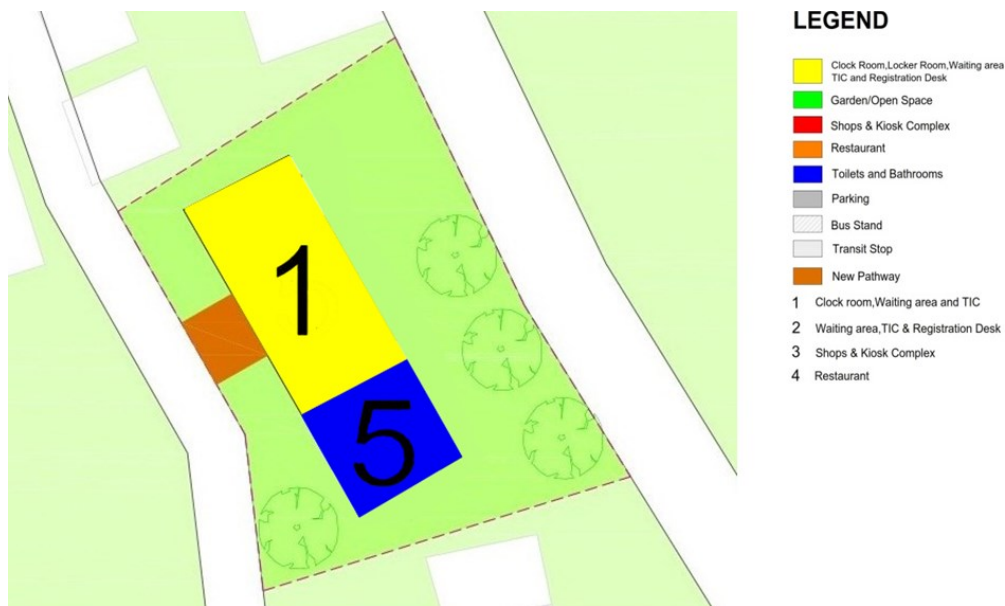 LEGEND
Clock Room,Locker Room,Waiting area
TIC and Registration Desk
Garden/Open Space
Shops & Kiosk Complex
Restaurant
Toilets and Bathrooms
Parking
Bus Stand
Transit Stop
New Pathway
1 Clock room,Waiting area and TIC
2 Waiting area,TIC & Registration Desk
3 Shops & Kiosk Complex
4 Restaurant
1
5